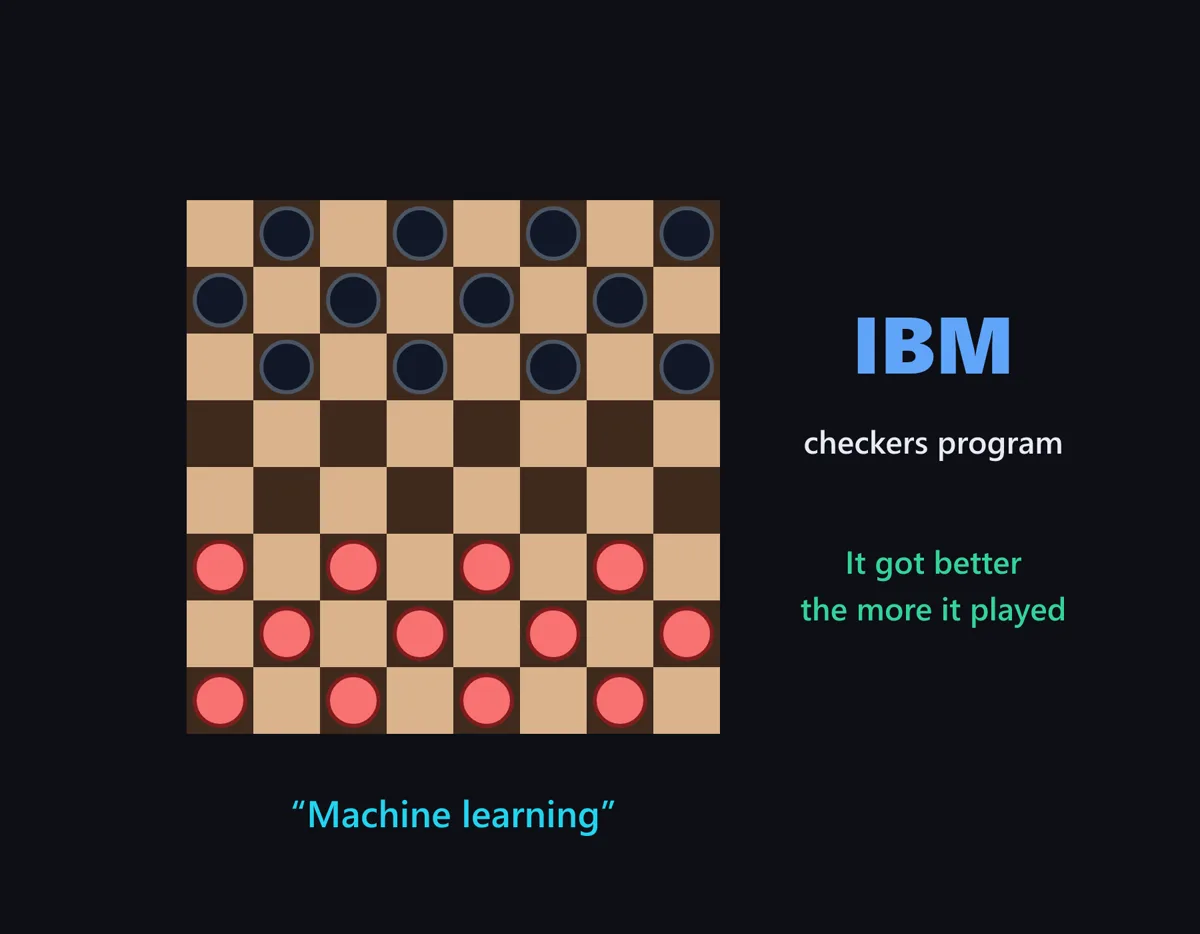 IBM
checkers program
It got better
the more it played
“Machine learning”